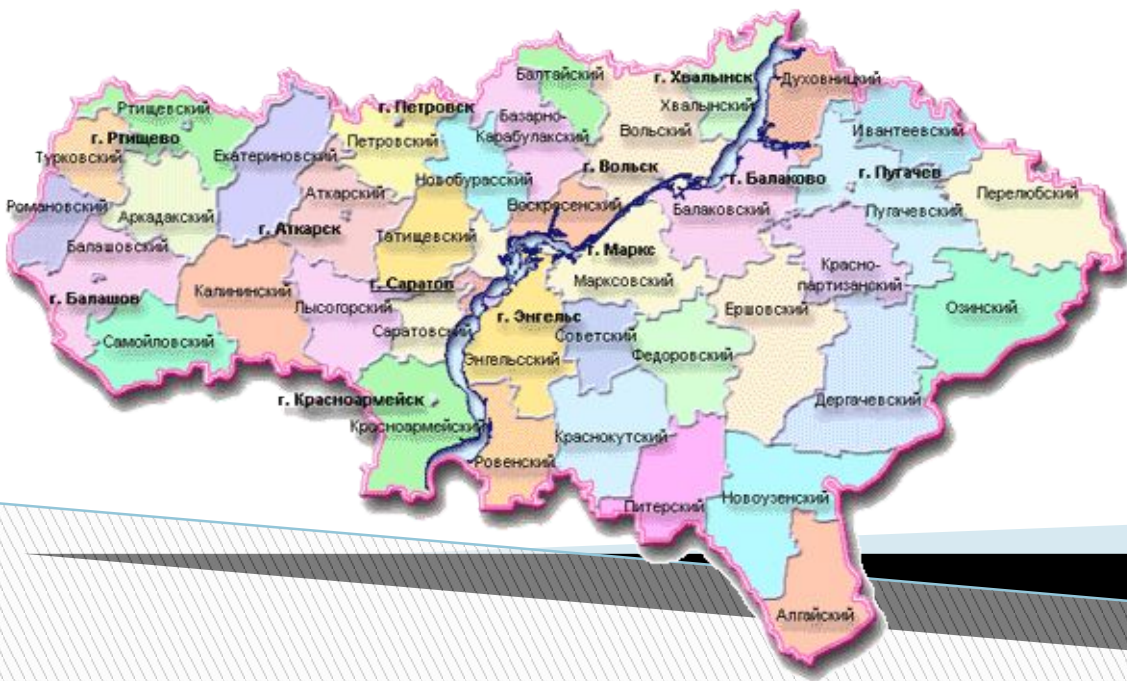 Балтайский
г. Хвалынск
Духовницкий
Ртищевский
г. Петровск
Хвалынский
г. Ртищево
Базарно-
Карабулакский
Вольский
Ивантеевский
Петровский
Турковский
Екатериновский
г. Вольск
г. Балаково
г. Пугачев
Новобурасский
Аткарский
Перелюбский
Романовский
Аркадакский
Воскресенский
Балаковский
Пугачевский
г. Аткарск
Татищевский
Балашовский
г. Маркс
Красно-
партизанский
г. Саратов
Марксовский
Калининский
г. Балашов
Лысогорский
Ершовский
Озинский
г. Энгельс
Саратовский
Советский
Самойловский
Энгельсский
Федоровский
г. Красноармейск
Дергачевский
Красноармейский
Краснокутский
Ровенский
Новоузенский
Питерский
Алгайский